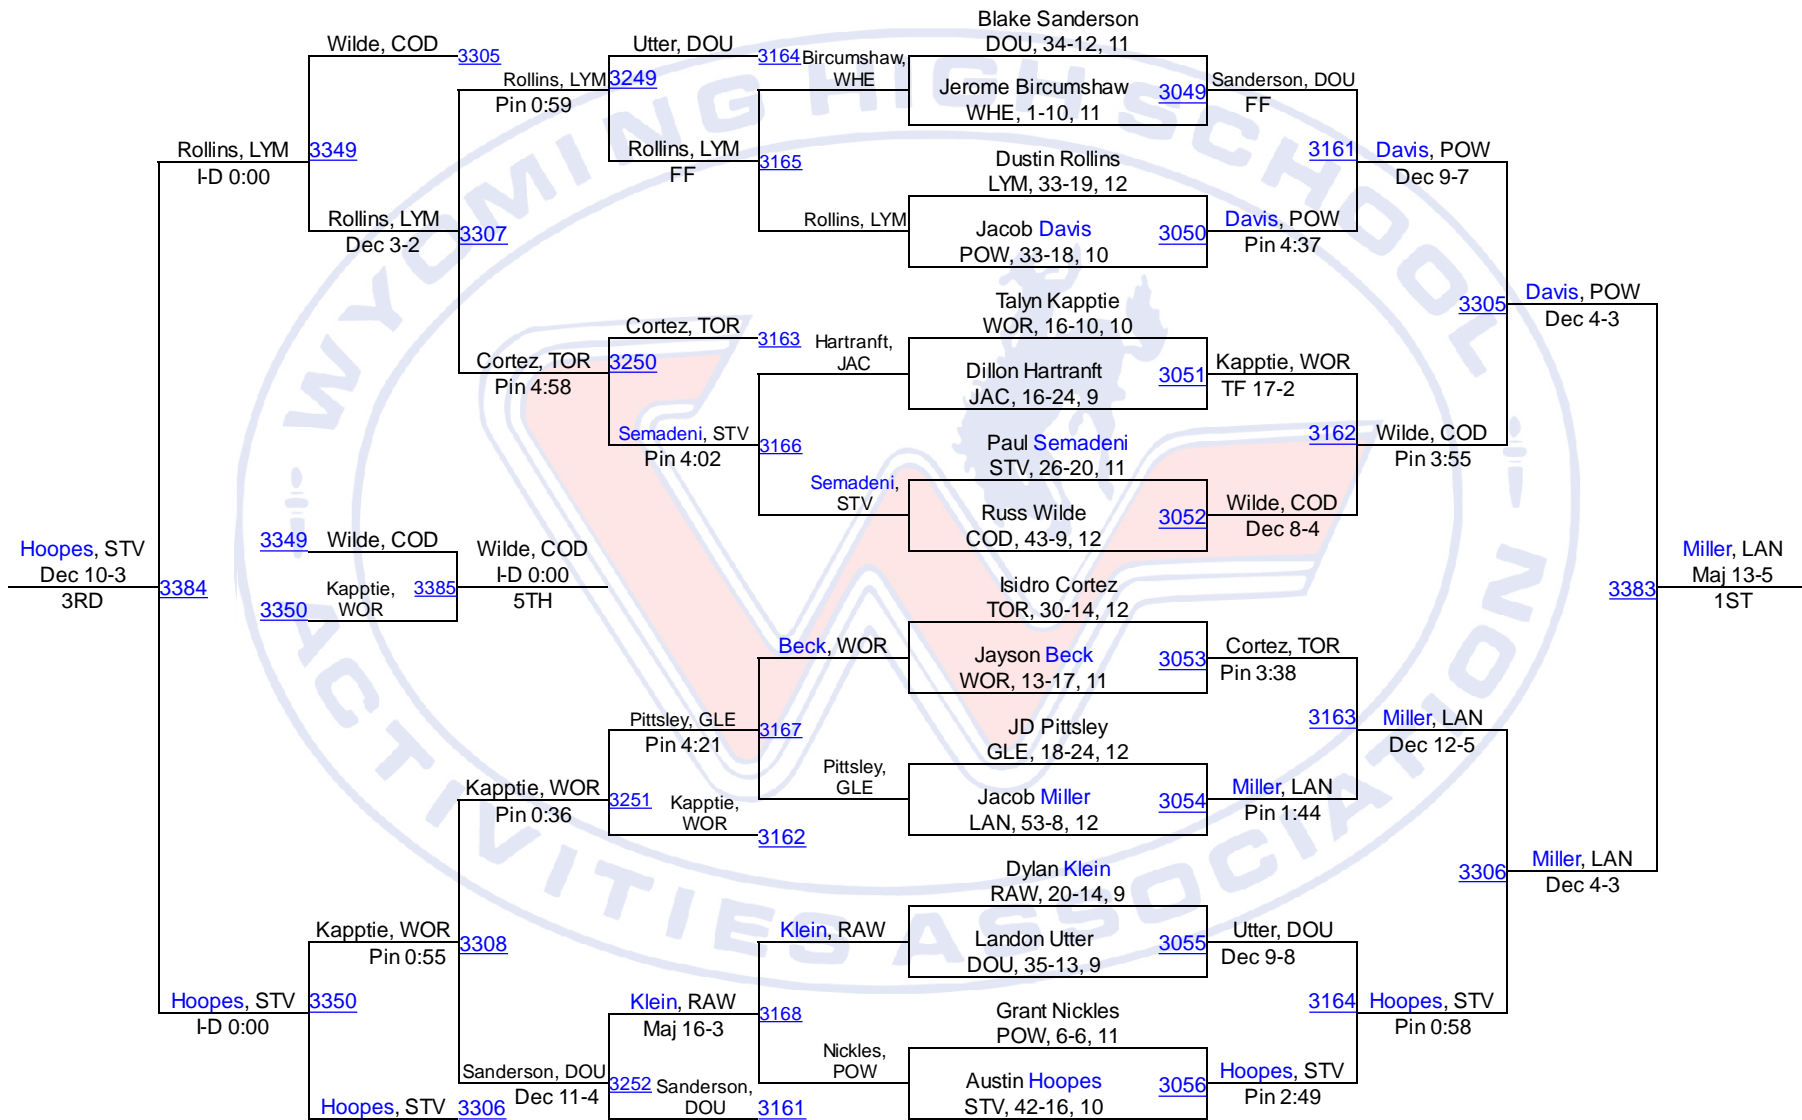 Blake Sanderson
DOU, 34-12, 11
Wilde, COD
3305
Utter, DOU
3164
Bircumshaw,
WHE
Jerome Bircumshaw
WHE, 1-10, 11
3049
Sanderson, DOU
FF
Rollins, LYM
Pin 0:59
3249
Rollins, LYM
I-D 0:00
3349
Rollins, LYM
FF
3165
Dustin Rollins
LYM, 33-19, 12
3161
Davis, POW
Dec 9-7
Rollins, LYM
Dec 3-2
3307
Rollins, LYM
Jacob Davis
POW, 33-18, 10
3050
Davis, POW
Pin 4:37
Talyn Kapptie
WOR, 16-10, 10
3305
Davis, POW
Dec 4-3
Cortez, TOR
3163
Hartranft,
JAC
Cortez, TOR
Pin 4:58
3250
Dillon Hartranft
JAC, 16-24, 9
3051
Kapptie, WOR
TF 17-2
Semadeni, STV
Pin 4:02
3166
Paul Semadeni
STV, 26-20, 11
3162
Wilde, COD
Pin 3:55
Semadeni,
STV
Russ Wilde
COD, 43-9, 12
3052
Wilde, COD
Dec 8-4
Hoopes, STV
Dec 10-3
3RD
3384
3349
Wilde, COD
Kapptie,
WOR
3350
3385
Wilde, COD
I-D 0:00
5TH
Isidro Cortez
TOR, 30-14, 12
3383
Miller, LAN
Maj 13-5
1ST
Beck, WOR
Jayson Beck
WOR, 13-17, 11
3053
Cortez, TOR
Pin 3:38
Pittsley, GLE
Pin 4:21
3167
JD Pittsley
GLE, 18-24, 12
3163
Miller, LAN
Dec 12-5
Kapptie, WOR
Pin 0:36
3251
Kapptie,
WOR
3162
Pittsley,
GLE
Jacob Miller
LAN, 53-8, 12
3054
Miller, LAN
Pin 1:44
Dylan Klein
RAW, 20-14, 9
3306
Miller, LAN
Dec 4-3
Kapptie, WOR
Pin 0:55
3308
Klein, RAW
Landon Utter
DOU, 35-13, 9
3055
Utter, DOU
Dec 9-8
Hoopes, STV
I-D 0:00
3350
Klein, RAW
Maj 16-3
3168
Grant Nickles
POW, 6-6, 11
3164
Hoopes, STV
Pin 0:58
Sanderson, DOU
Dec 11-4
3252
Sanderson,
DOU
3161
Nickles,
POW
Austin Hoopes
STV, 42-16, 10
3056
Hoopes, STV
Pin 2:49
Hoopes, STV
3306
WYOMING HIGH SCHOOL
ACTIVITIES ASSOCIATION